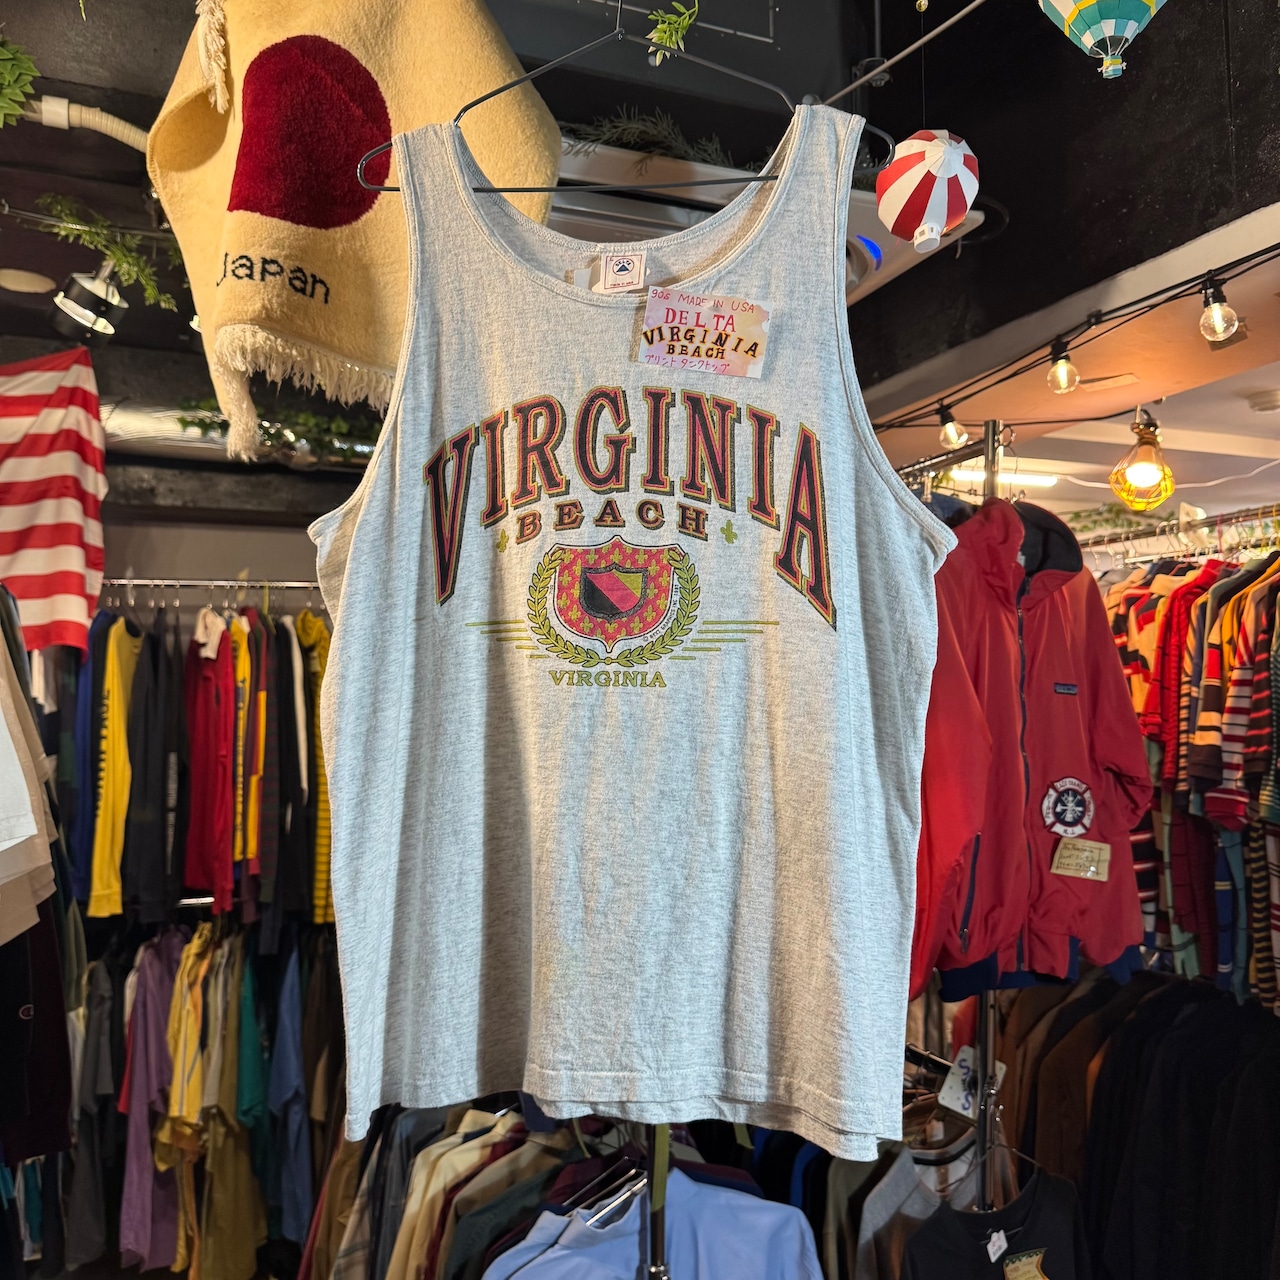 Japan
90s MADE IN USA
DELTA
VIRGINIA
BEACH
プリント タンクトップ
VIRGINIA
BEACH
VIRGINIA